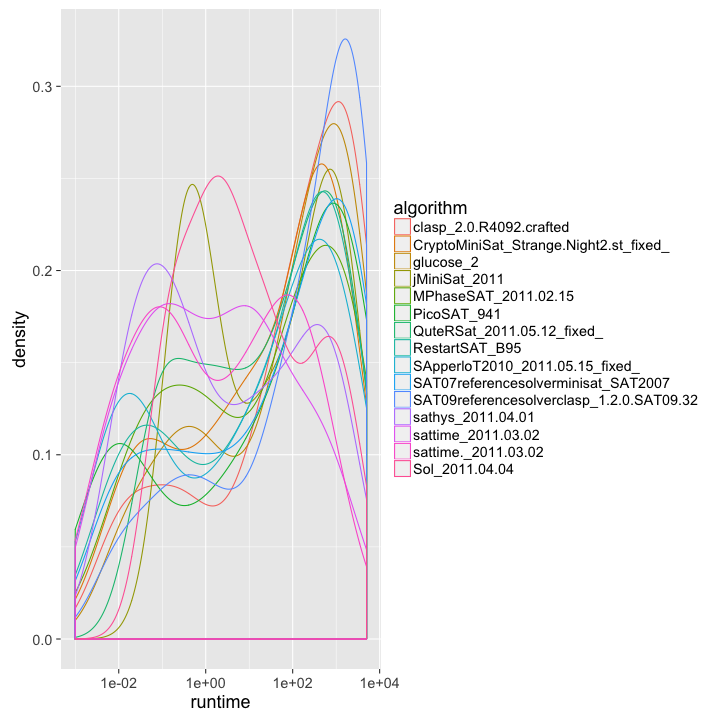 0.3
0.2
0.1
0.0
density
1e-02 1e+00 1e+02 1e+04
runtime
algorithm
clasp_2.0.R4092.crafted
CryptoMiniSat_Strange.Night2.st_fixed_
glucose_2
jMiniSat_2011
MPhaseSAT_2011.02.15
PicoSAT_941
QuteRSat_2011.05.12_fixed_
RestartSAT_B95
SApperloT2010_2011.05.15_fixed_
SAT07referencesolverminisat_SAT2007
SAT09referencesolverclasp_1.2.0.SAT09.32
sathys_2011.04.01
sattime_2011.03.02
sattime._2011.03.02
Sol_2011.04.04